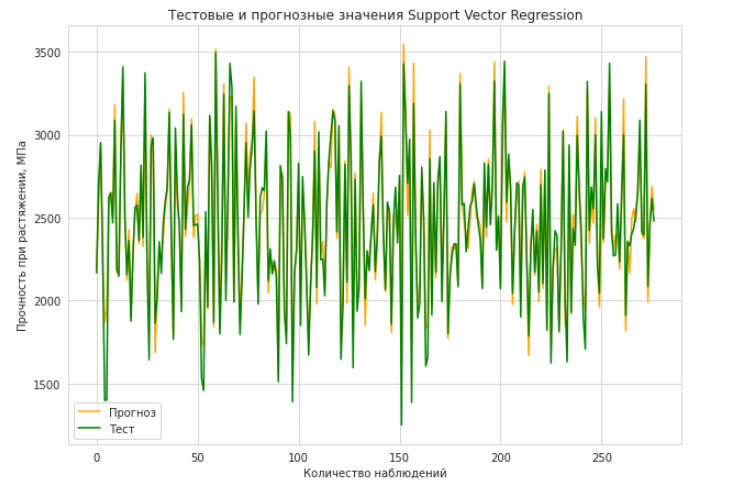 Тестовые и прогнозные значения Support Vector Regression
3500
3000
2500
2000
1500
Прочность при растяжении, МПа
Прогноз
Тест
0 50 100 150 200 250
Количество наблюдений